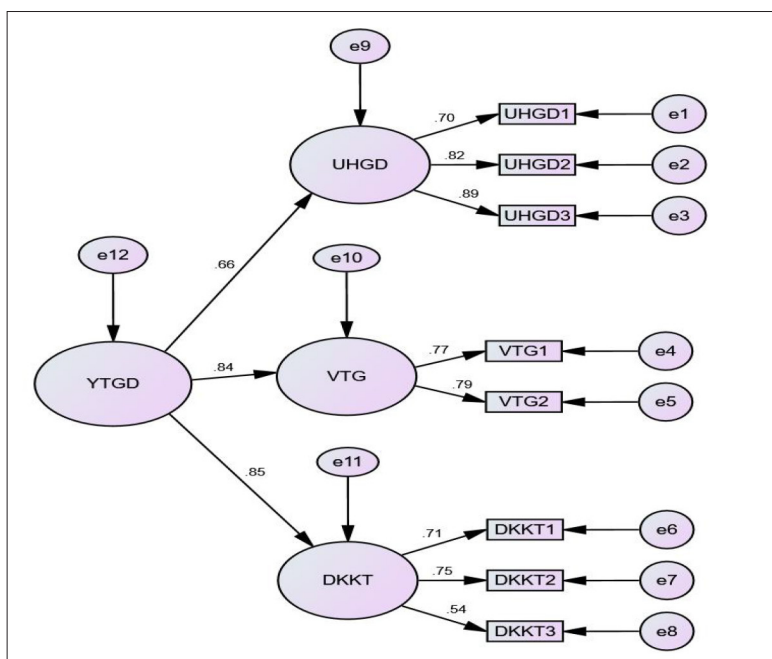 e9
.70
UHGD1
e1
UHGD
.82
UHGD2
e2
.89
UHGD3
e3
e12
.66
e10
.77
VTG1
e4
YTGD
.84
VTG
.79
VTG2
e5
.85
e11
.71
DKKT1
e6
DKKT
.75
DKKT2
e7
.54
DKKT3
e8